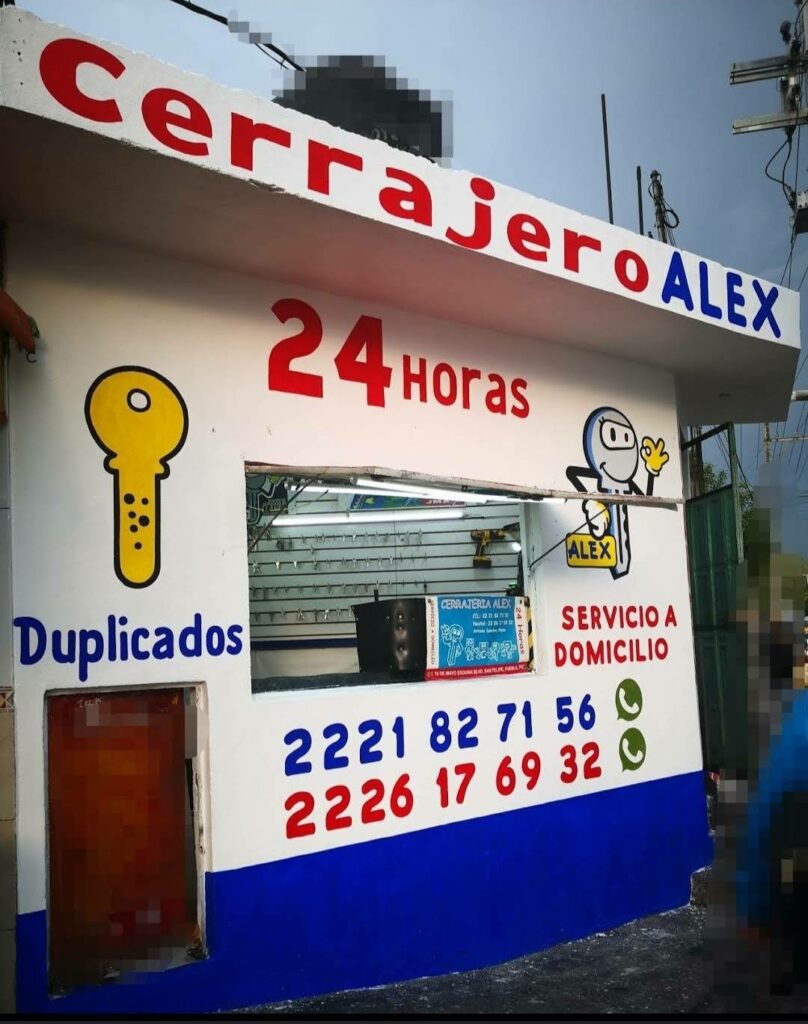 cerrajero ALEX
24 Horas
ALEX
Duplicados
SERVICIO A
DOMICILIO
CERRAJERIA ALEX
24 Horas
2221 82 71 56
2226 17 69 32